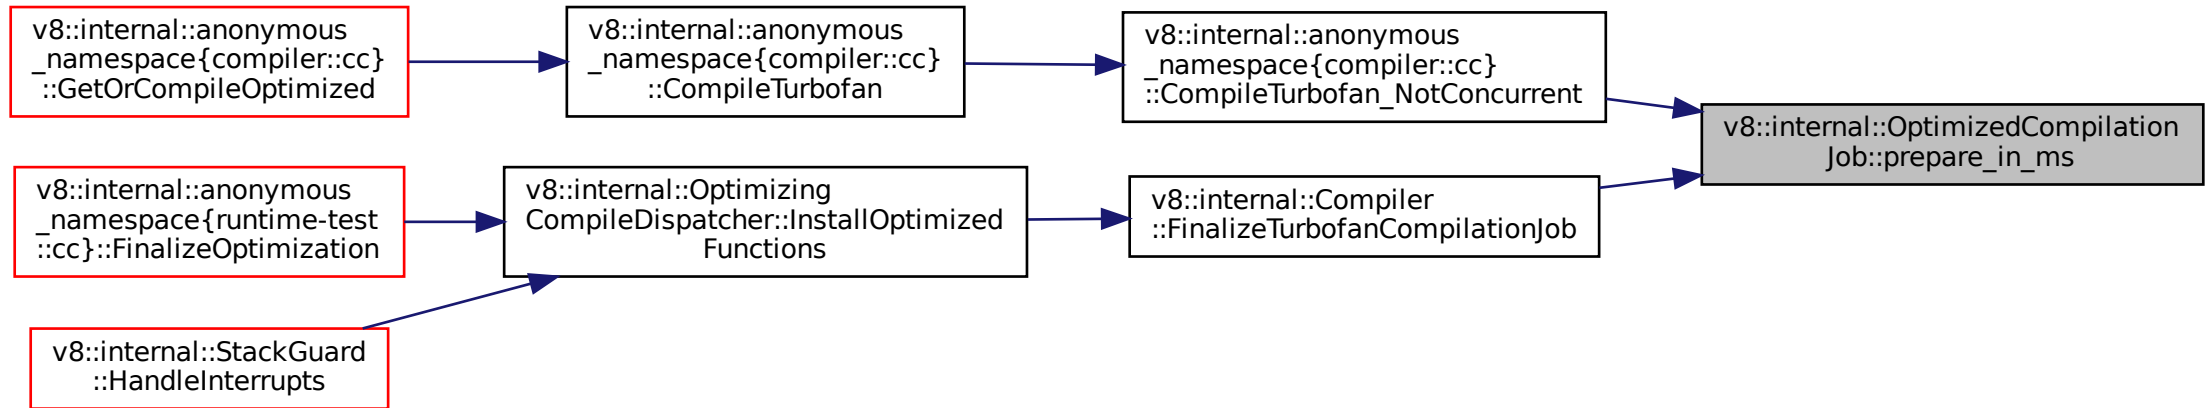 v8::internal::anonymous
_namespace{compiler::cc}
::GetOrCompileOptimized
v8::internal::anonymous
_namespace{compiler::cc}
::CompileTurbofan
v8::internal::anonymous
_namespace{compiler::cc}
::CompileTurbofan_NotConcurrent
v8::internal::OptimizedCompilation
Job::prepare_in_ms
v8::internal::anonymous
_namespace{runtime-test
::cc}::FinalizeOptimization
v8::internal::Optimizing
CompileDispatcher::InstallOptimized
Functions
v8::internal::Compiler
::FinalizeTurbofanCompilationJob
v8::internal::StackGuard
::HandleInterrupts